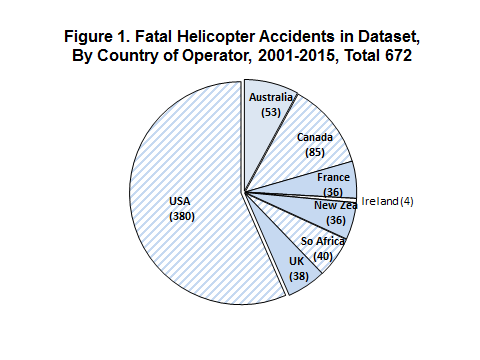 Figure 1. Fatal Helicopter Accidents in Dataset,
By Country of Operator, 2001-2015, Total 672
Australia
(53)
Canada
(85)
France
(36)
Ireland (4)
New Zea
(36)
So Africa
(40)
UK
(38)
USA
(380)